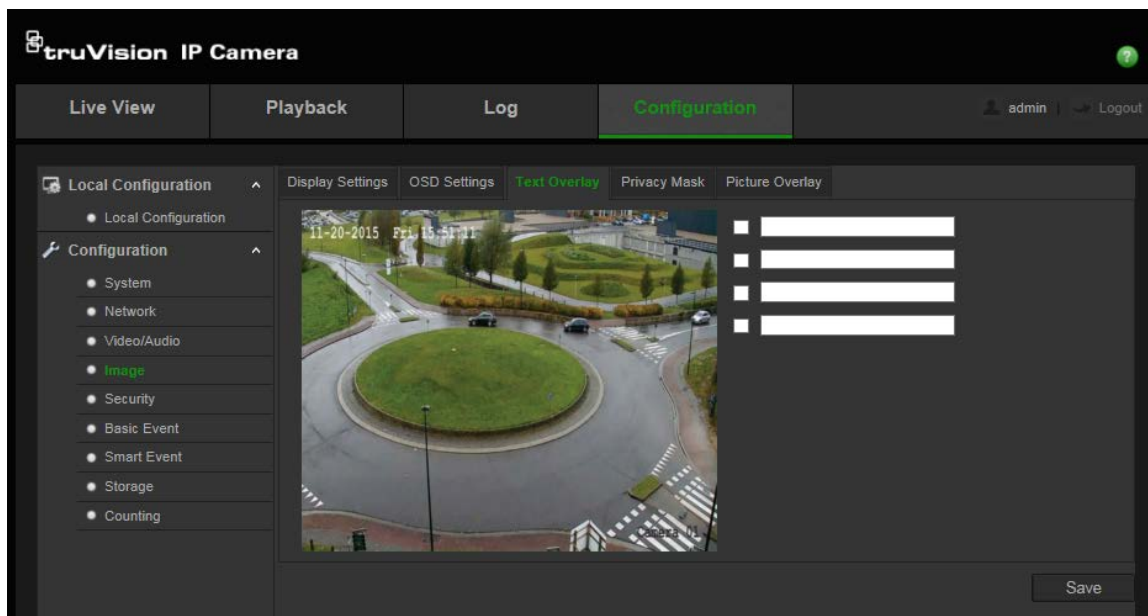 truVision IP Camera
?
Live View Playback Log Configuration admin | Logout
Local Configuration
Local Configuration
Configuration
System
Network
Video/Audio
Image
Security
Basic Event
Smart Event
Storage
Counting
Display Settings OSD Settings Text Overlay Privacy Mask Picture Overlay
11-20-2015 Fri 15:51:11
Camera 01
Save